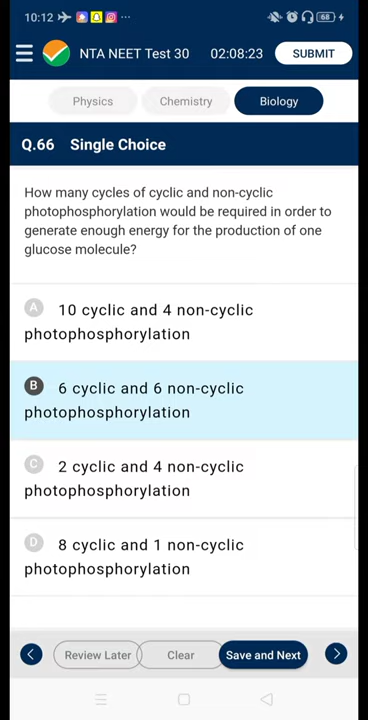 10:12 ...
68
NTA NEET Test 30 02:08:23 SUBMIT
Physics Chemistry Biology
Q.66 Single Choice
How many cycles of cyclic and non-cyclic
photophosphorylation would be required in order to
generate enough energy for the production of one
glucose molecule?
A 10 cyclic and 4 non-cyclic
photophosphorylation
B 6 cyclic and 6 non-cyclic
photophosphorylation
C 2 cyclic and 4 non-cyclic
photophosphorylation
D 8 cyclic and 1 non-cyclic
photophosphorylation
Review Later Clear Save and Next